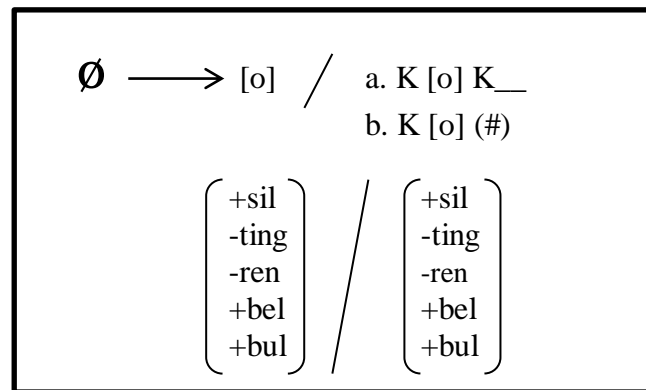 Ø → [o] / a. K [o] K__
b. K [o] (#)
+sil / +sil
-ting -ting
-ren -ren
+bel +bel
+bul +bul